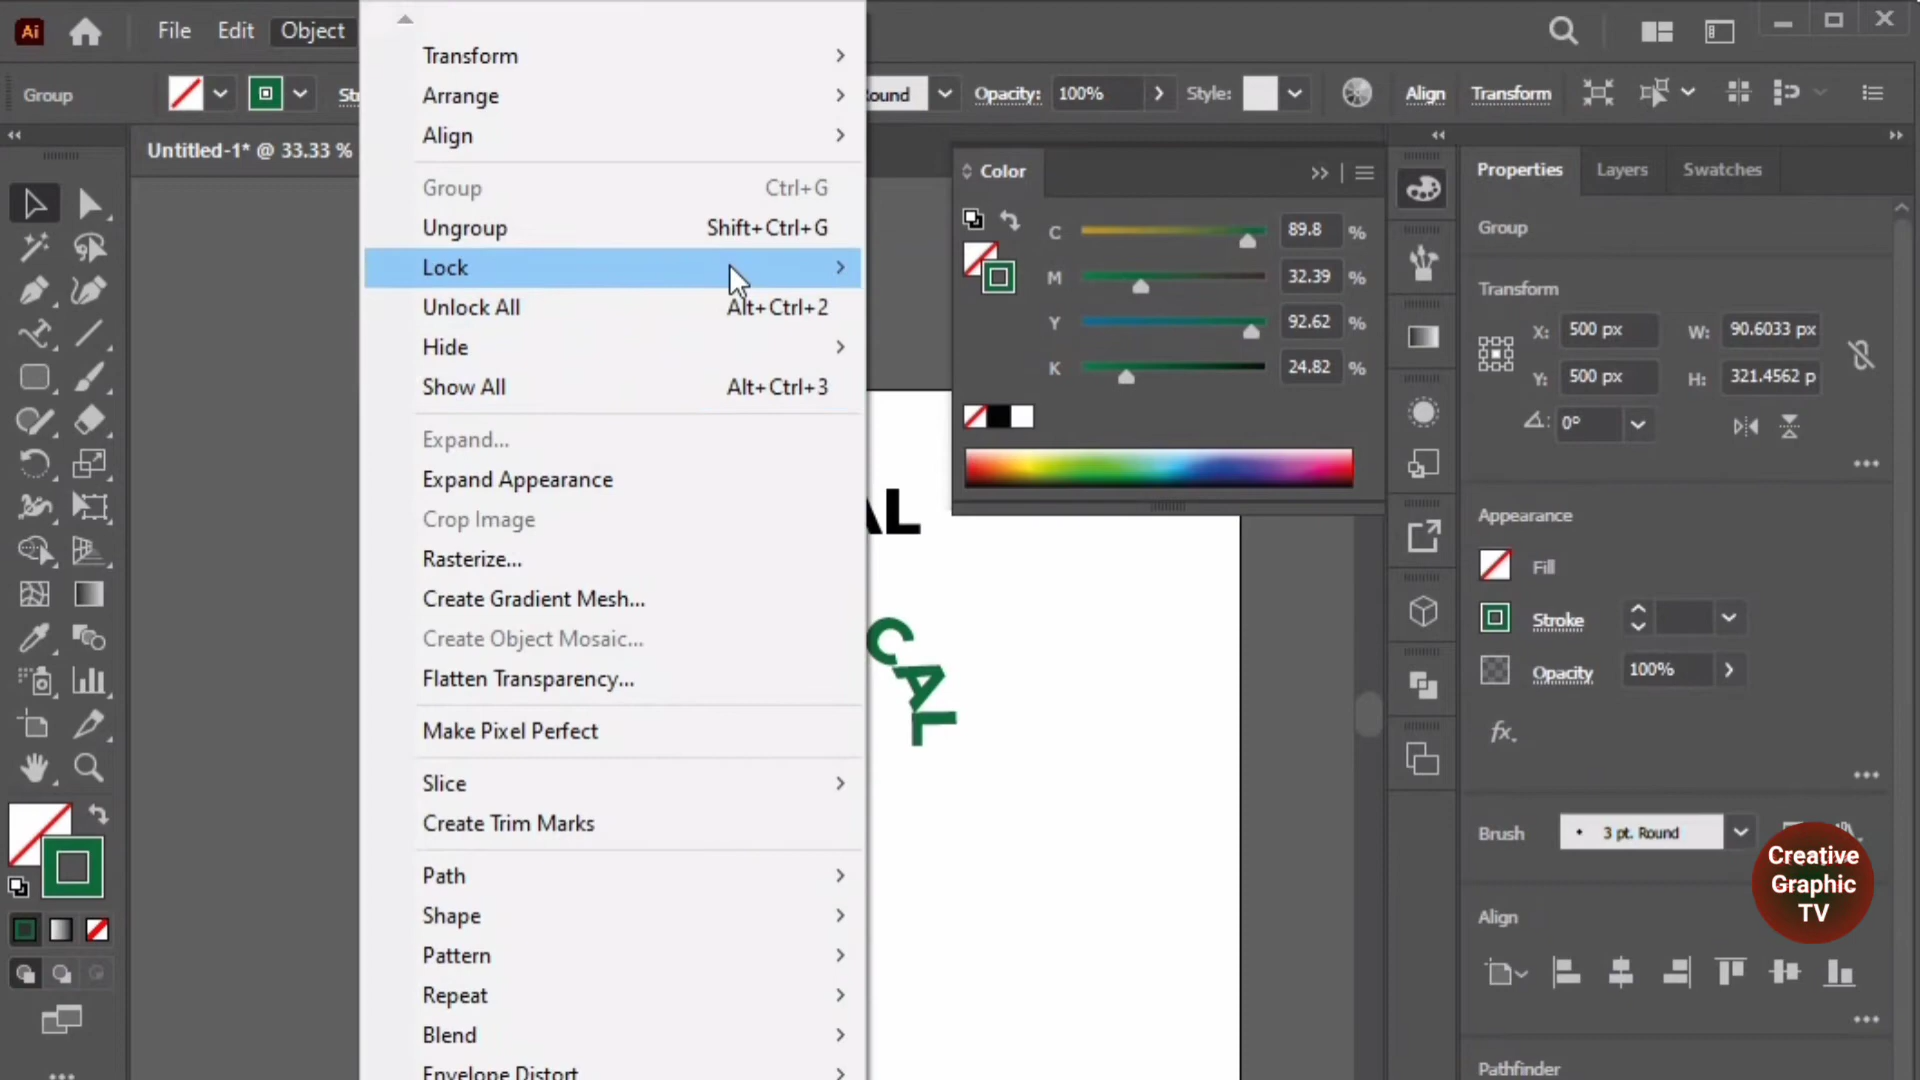 Ai
File Edit Object
Group
Opacity: 100% Style: Align Transform
Untitled-1* @ 33.33 %
Transform
Arrange
Align
Group Ctrl+G
Ungroup Shift+Ctrl+G
Lock
Unlock All Alt+Ctrl+2
Hide
Show All Alt+Ctrl+3
Expand...
Expand Appearance
Crop Image
Rasterize...
Create Gradient Mesh...
Create Object Mosaic...
Flatten Transparency...
Make Pixel Perfect
Slice
Create Trim Marks
Path
Shape
Pattern
Repeat
Blend
Envelope Distort
Color
C 89.8 %
M 32.39 %
Y 92.62 %
K 24.82 %
AL
CAL
Properties Layers Swatches
Group
Transform
X: 500 px W: 90.6033 px
Y: 500 px H: 321.4562 p
0°
Appearance
Fill
Stroke
Opacity 100%
fx.
Brush 3 pt. Round
Creative
Graphic
TV
Align
Pathfinder